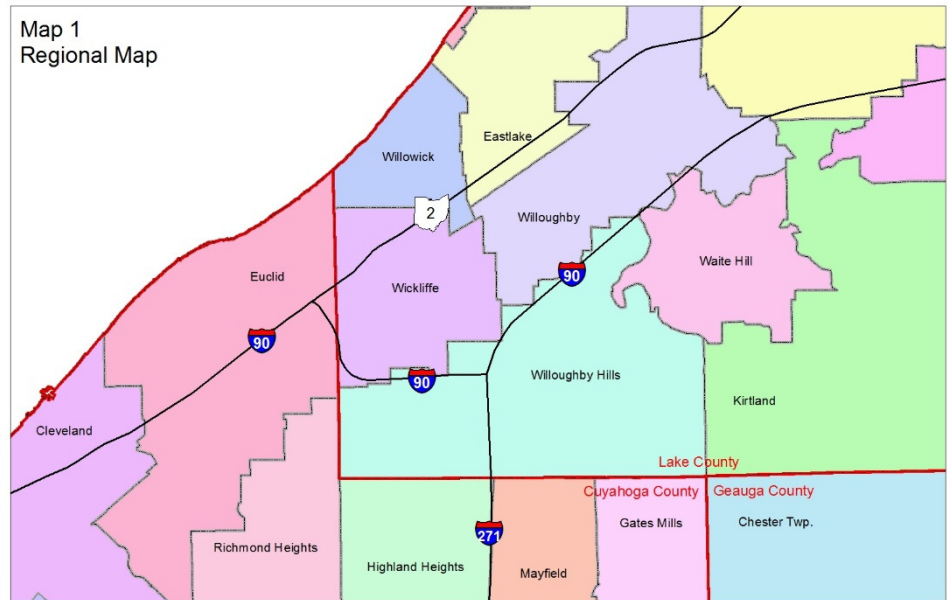 Map 1
Regional Map
Eastlake
Willowick
2
Willoughby
Waite Hill
Euclid
90
Wickliffe
90
90
Willoughby Hills
Kirtland
Cleveland
Lake County
Cuyahoga County
Geauga County
Gates Mills
Chester Twp.
271
Richmond Heights
Highland Heights
Mayfield